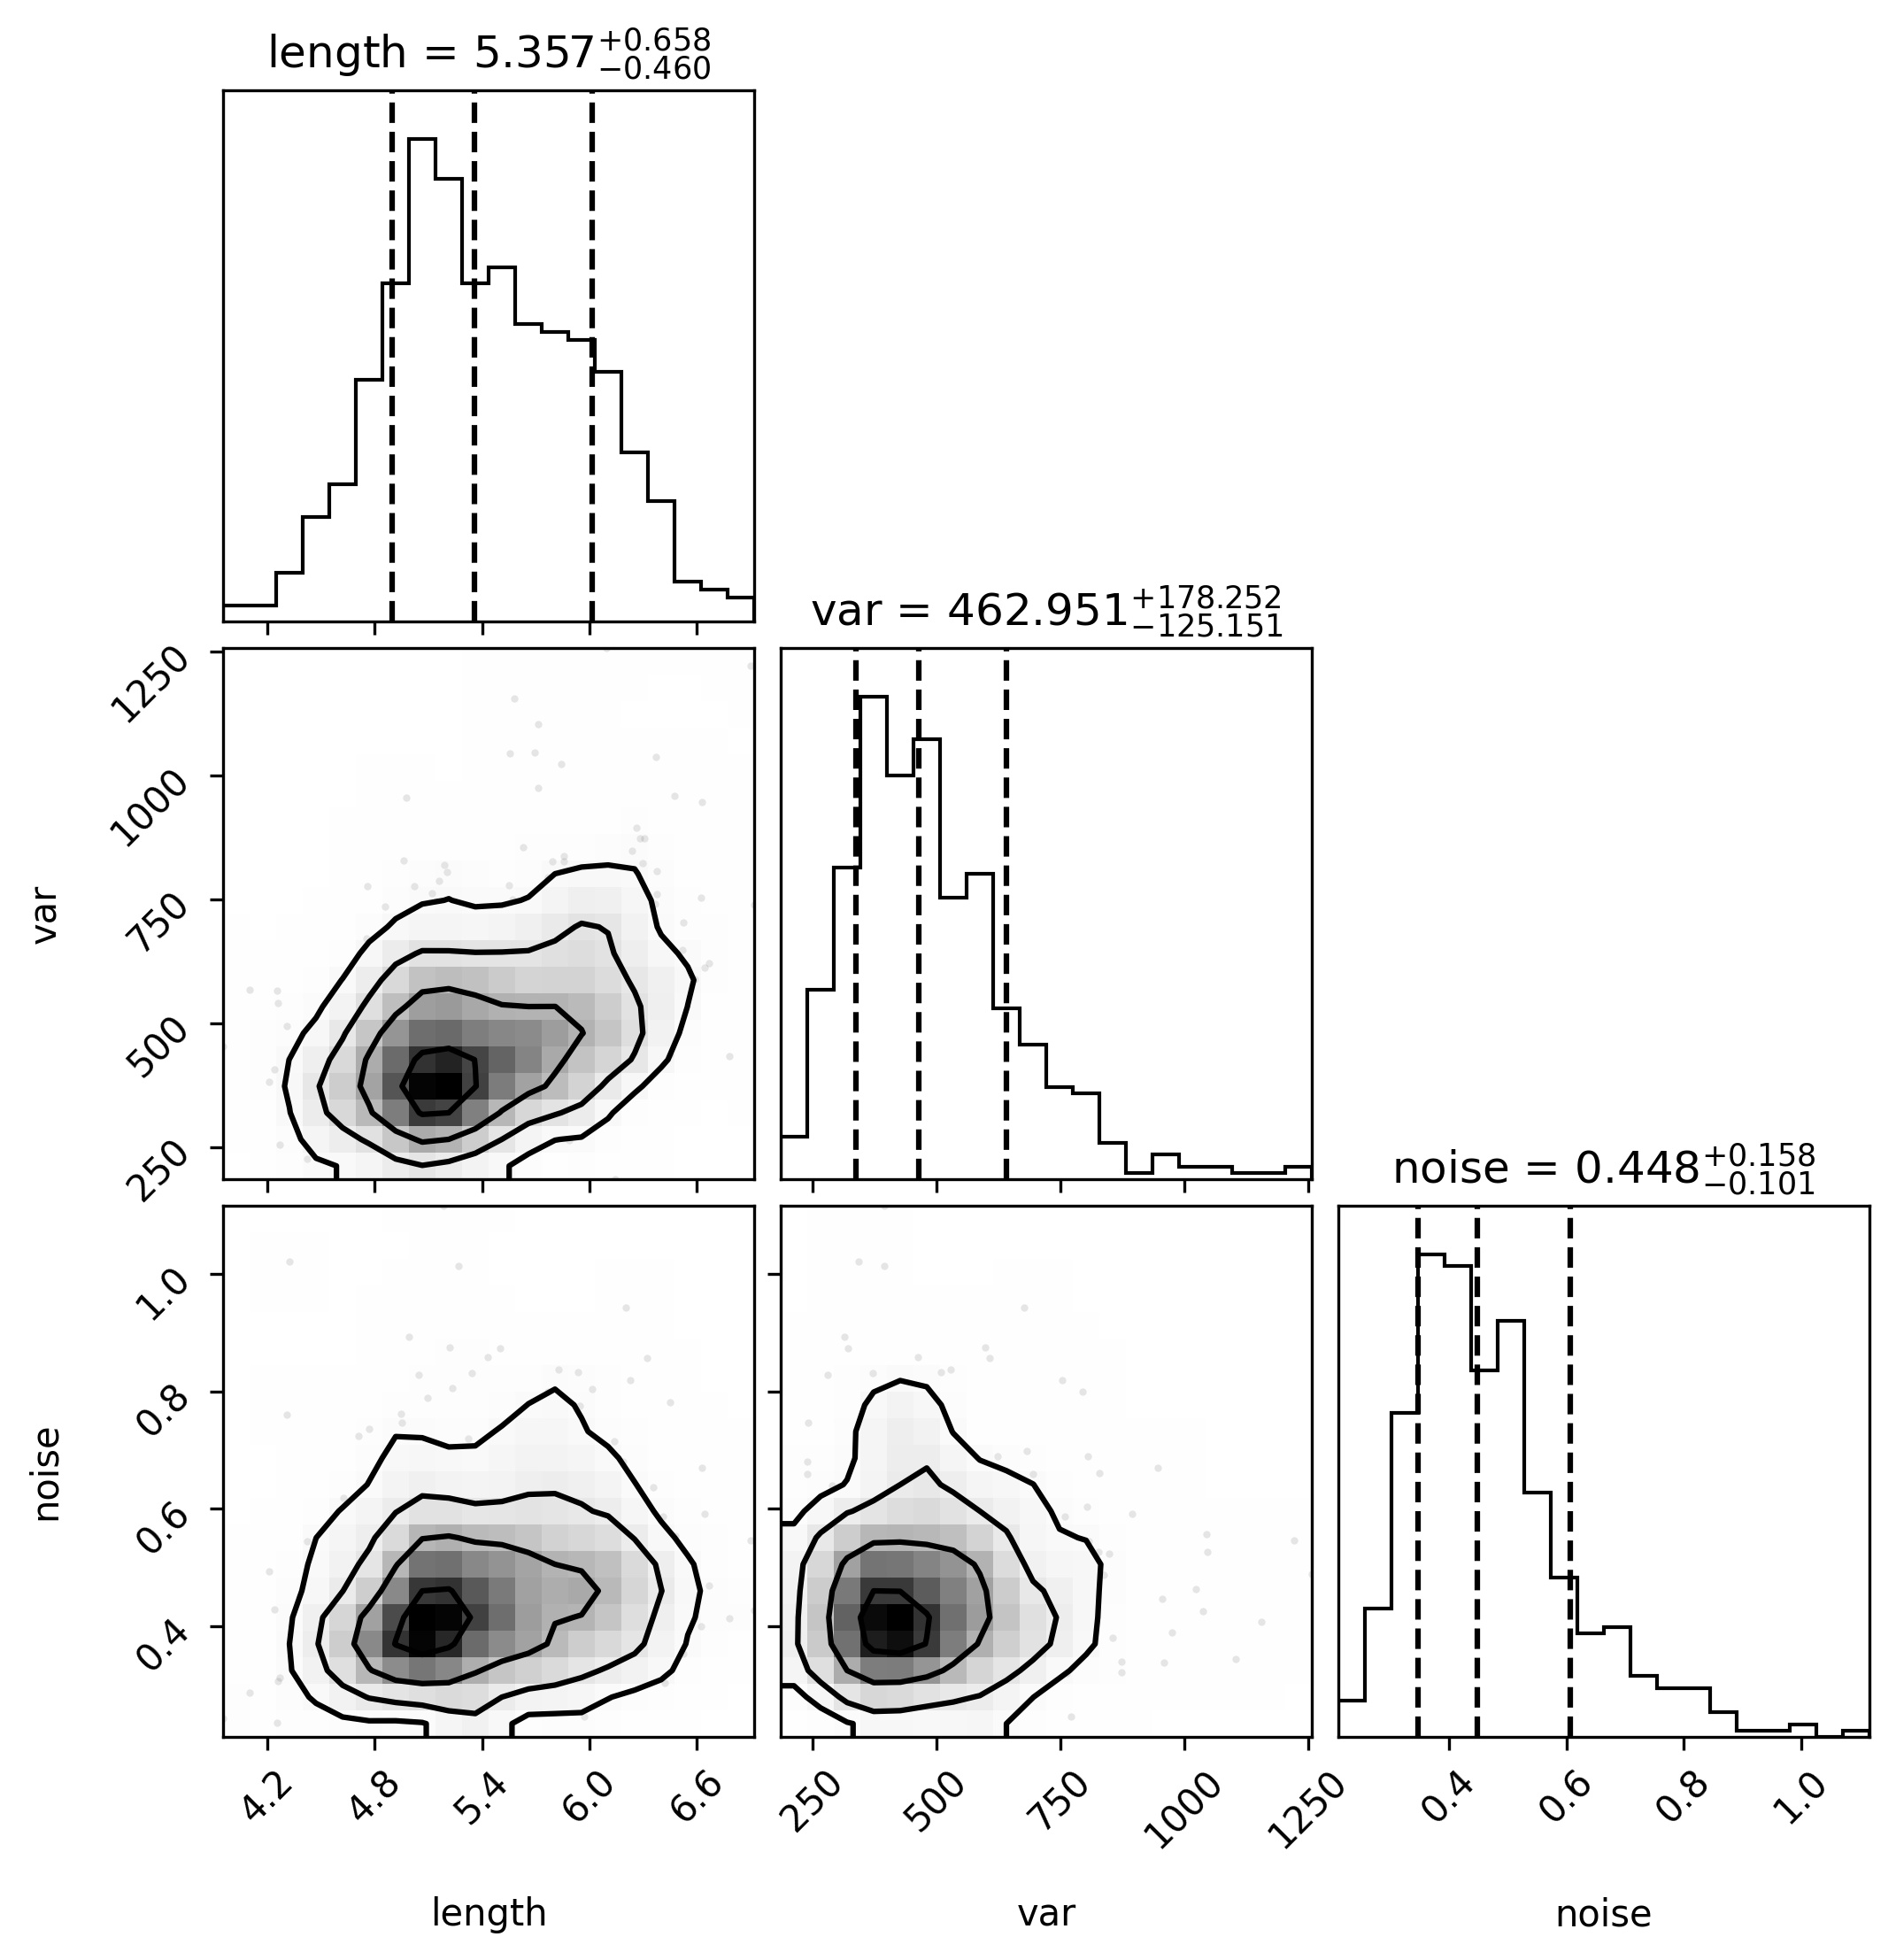 length = 5.357 +0.658 −0.460
var = 462.951 +178.252 −125.151
1250
1000
750
500
250
var
noise = 0.448 +0.158 −0.101
1.0
0.8
0.6
0.4
noise
4.2 4.8 5.4 6.0 6.6 250 500 750 1000 1250 0.4 0.6 0.8 1.0
length var noise